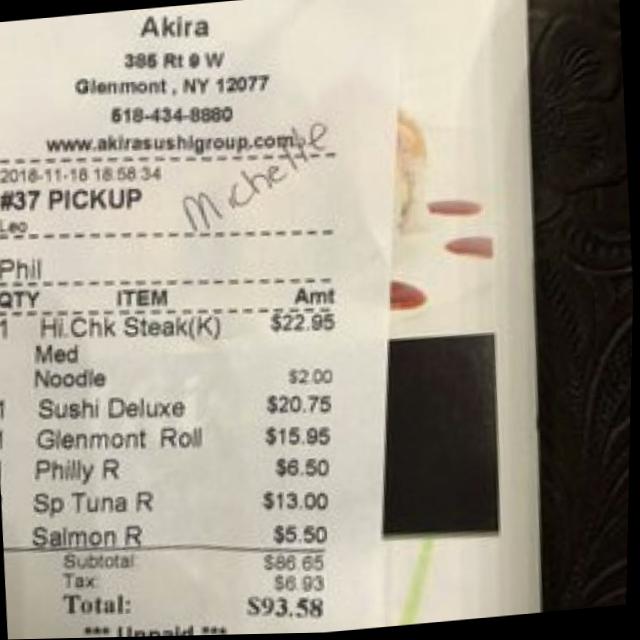 Akira
385 Rt 9 W
Glenmont , NY 12077
518-434-8880
www.akirasushigroup.com
Michelle
2016-11-18 18:58 34
#37 PICKUP
Leo
Phil
QTY ITEM Amt
1 Hi.Chk Steak(K) $22.95
Med
Noodle $2.00
1 Sushi Deluxe $20.75
1 Glenmont Roll $15.95
Philly R $6.50
Sp Tuna R $13.00
Salmon R $5.50
Subtotal: $86.65
Tax: $6.93
Total: $93.58
*** Unpaid ***